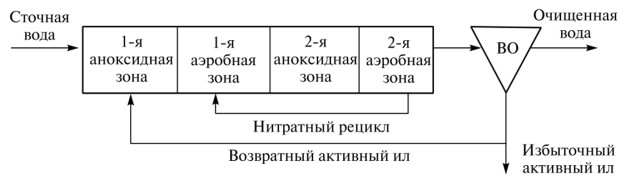 Сточная
вода
1-я
аноксидная
зона
1-я
аэробная
зона
2-я
аноксидная
зона
2-я
аэробная
зона
ВО
Очищенная
вода
Нитратный рецикл
Возвратный активный ил
Избыточный
активный ил